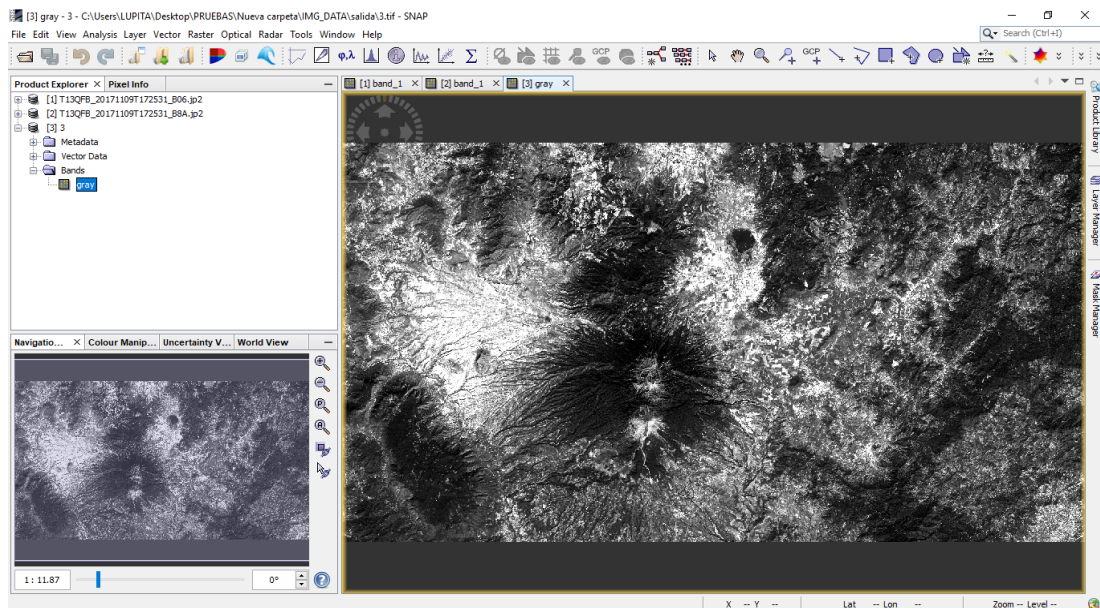 [3] gray - 3 - C:\Users\LUPITA\Desktop\PRUEBAS\Nueva carpeta\IMG_DATA\salida\3.tif - SNAP
File Edit View Analysis Layer Vector Raster Optical Radar Tools Window Help
Search (Ctrl+I)
φ,λ Σ GCP GCP
Product Explorer × Pixel Info
[1] band_1 × [2] band_1 × [3] gray ×
[1] T13QFB_20171109T172531_B06.jp2
[2] T13QFB_20171109T172531_B8A.jp2
[3] 3
Metadata
Vector Data
Bands
gray
Product Library
Layer Manager
Mask Manager
Navigatio... × Colour Manip... Uncertainty V... World View
1 : 11.87
0°
X -- Y -- Lat -- Lon -- Zoom -- Level --